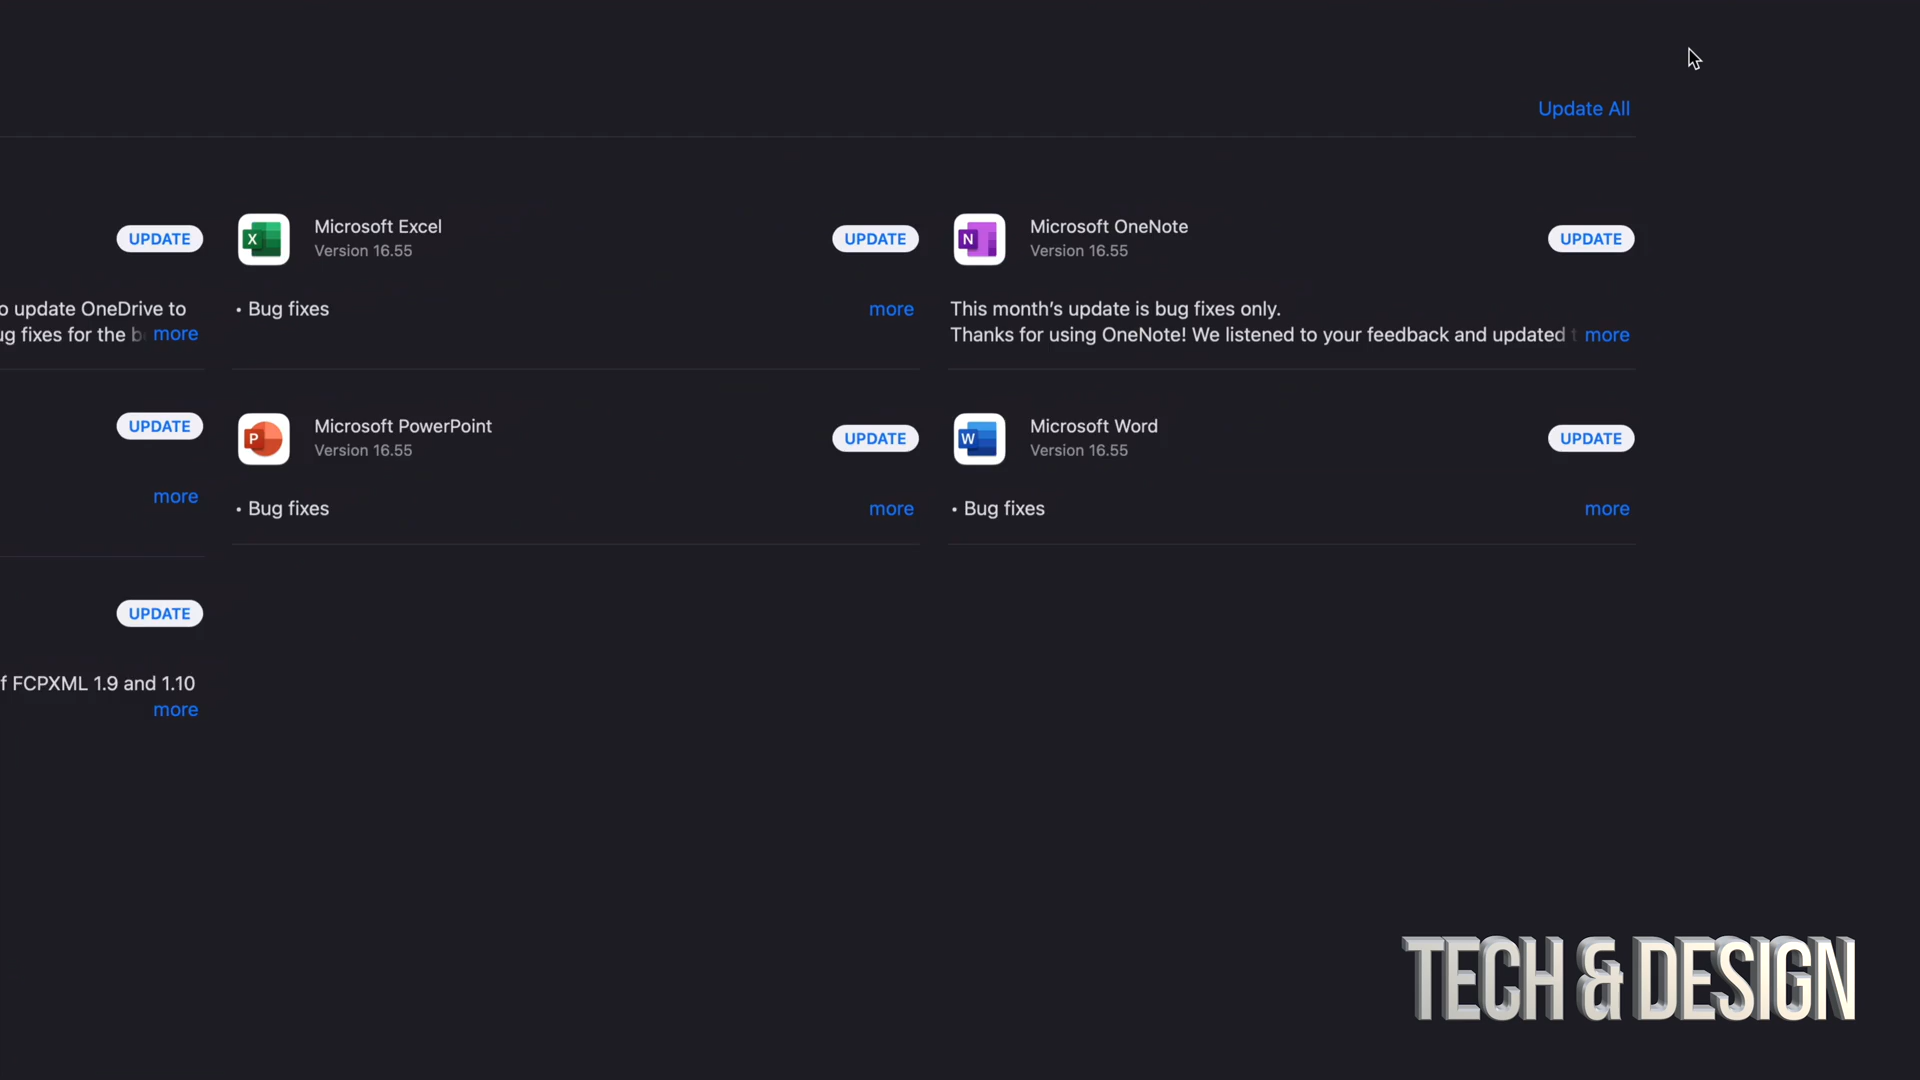 Update All
UPDATE
o update OneDrive to
ug fixes for the b more
X
Microsoft Excel
Version 16.55
UPDATE
• Bug fixes more
N
Microsoft OneNote
Version 16.55
UPDATE
This month's update is bug fixes only.
Thanks for using OneNote! We listened to your feedback and updated t more
UPDATE
more
P
Microsoft PowerPoint
Version 16.55
UPDATE
• Bug fixes more
W
Microsoft Word
Version 16.55
UPDATE
• Bug fixes more
UPDATE
f FCPXML 1.9 and 1.10
more
TECH & DESIGN